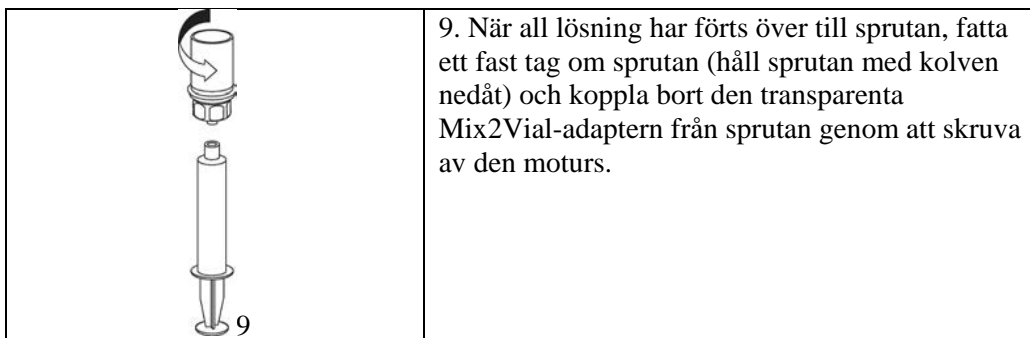 9. När all lösning har förts över till sprutan, fatta
ett fast tag om sprutan (håll sprutan med kolven
nedåt) och koppla bort den transparenta
Mix2Vial-adaptern från sprutan genom att skruva
av den moturs.
9